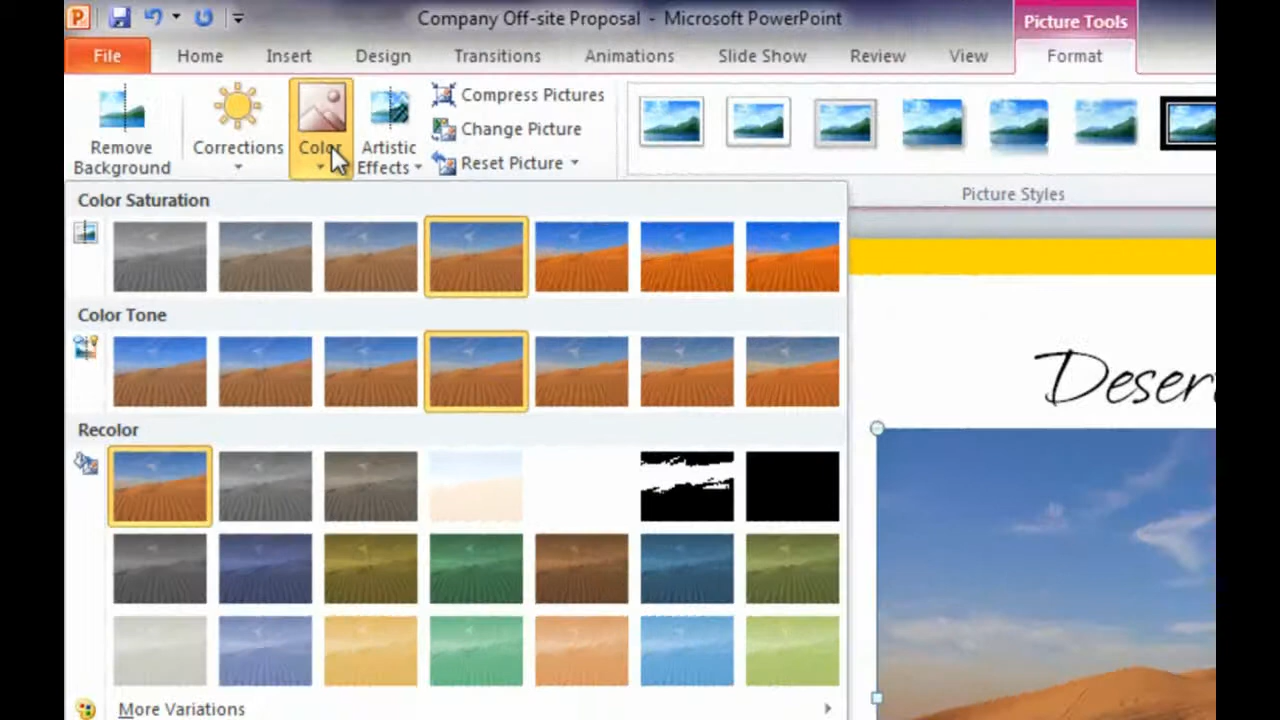 Company Off-site Proposal - Microsoft PowerPoint
Picture Tools
File Home Insert Design Transitions Animations Slide Show Review View Format
Remove Background
Corrections
Color
Artistic Effects
Compress Pictures
Change Picture
Reset Picture
Picture Styles
Color Saturation
Color Tone
Recolor
More Variations
Desert